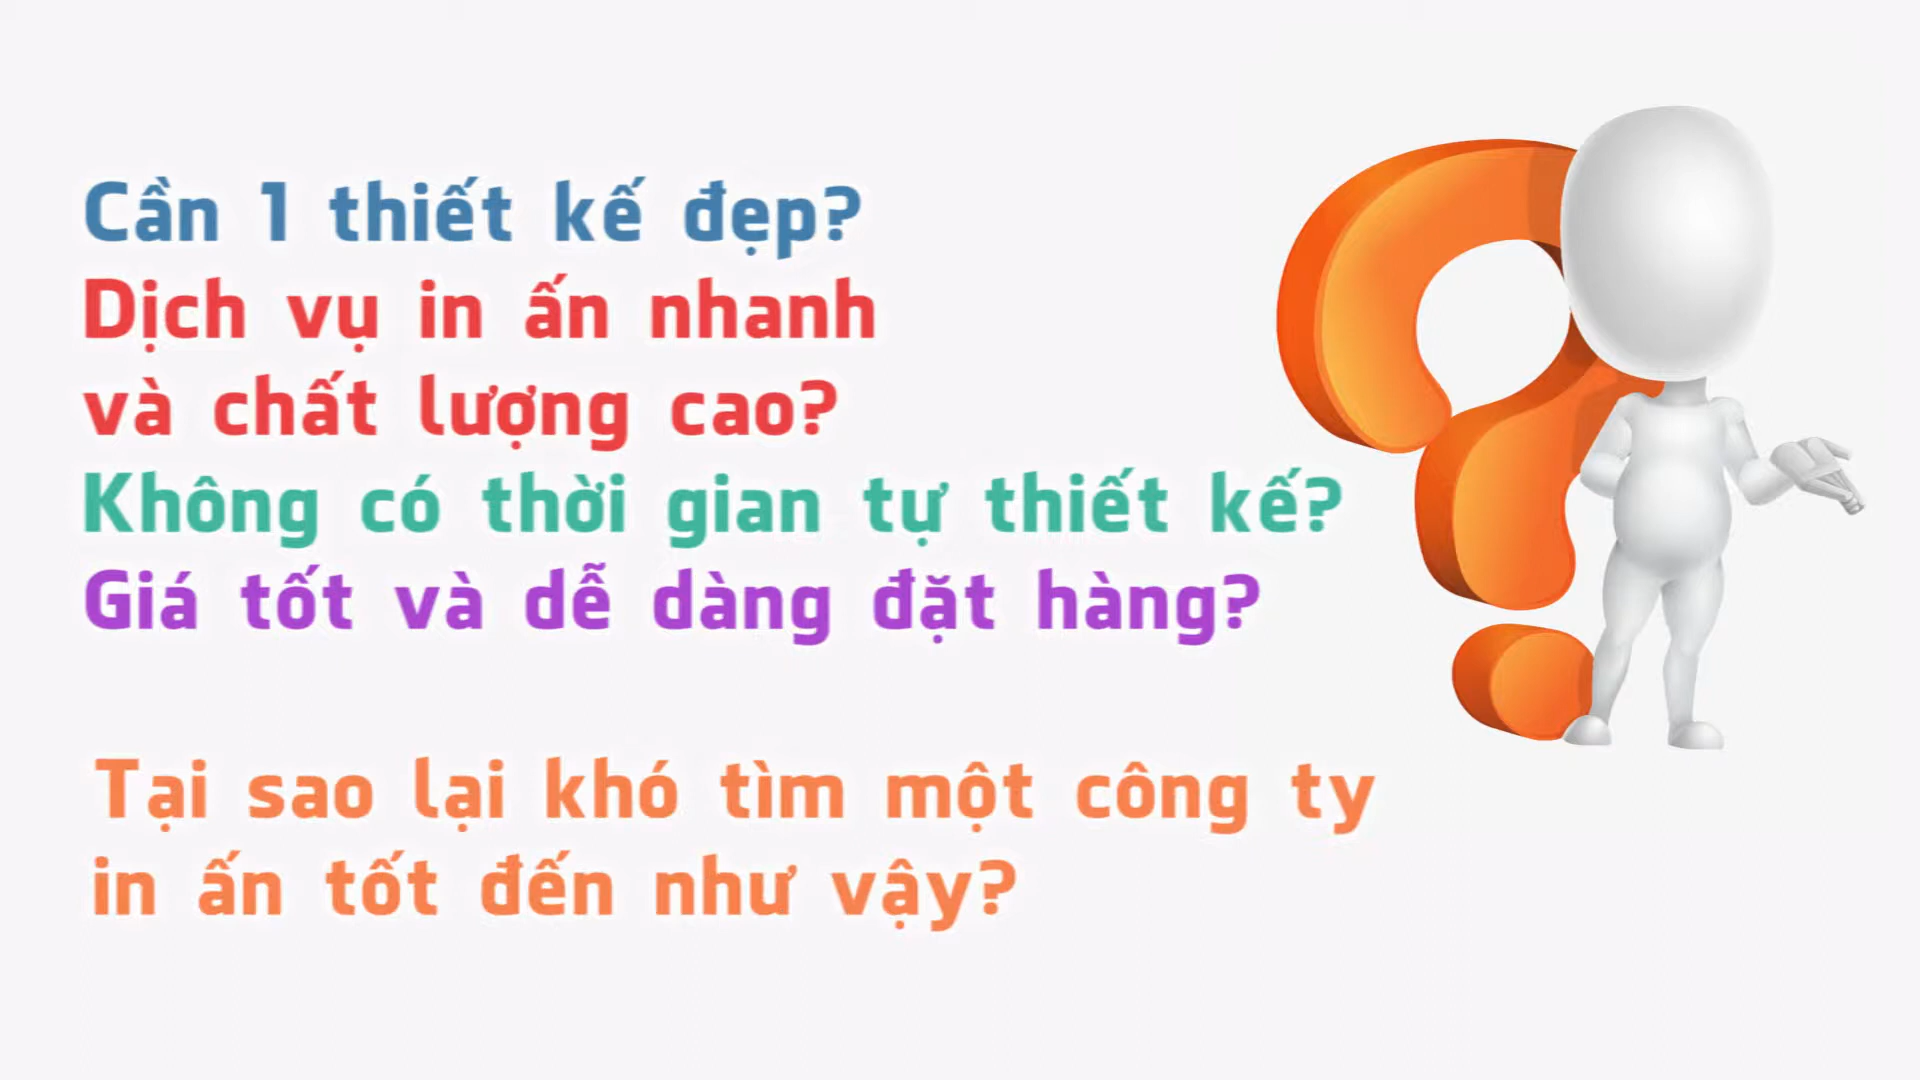 Cần 1 thiết kế đẹp?
Dịch vụ in ấn nhanh
và chất lượng cao?
Không có thời gian tự thiết kế?
Giá tốt và dễ dàng đặt hàng?
Tại sao lại khó tìm một công ty
in ấn tốt đến như vậy?